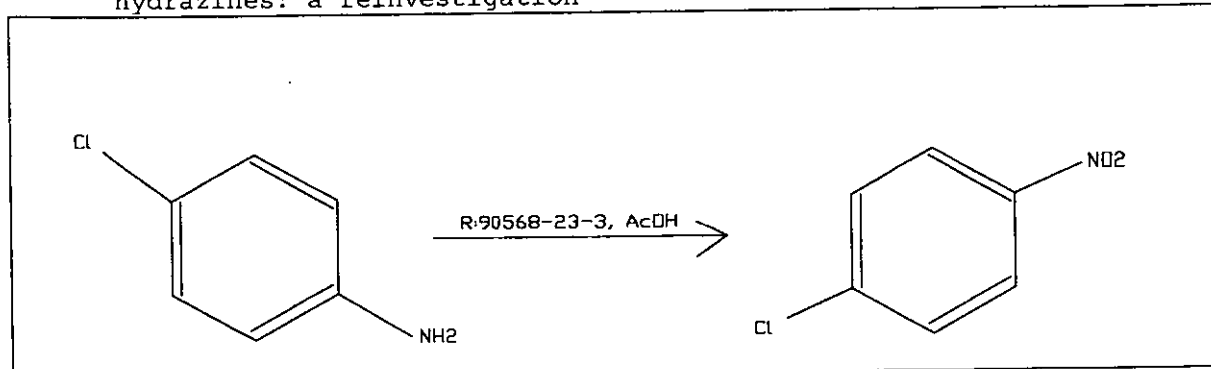 hydrazines: a reinvestigation
Cl
NH2
R:90568-23-3, AcOH
NO2
Cl